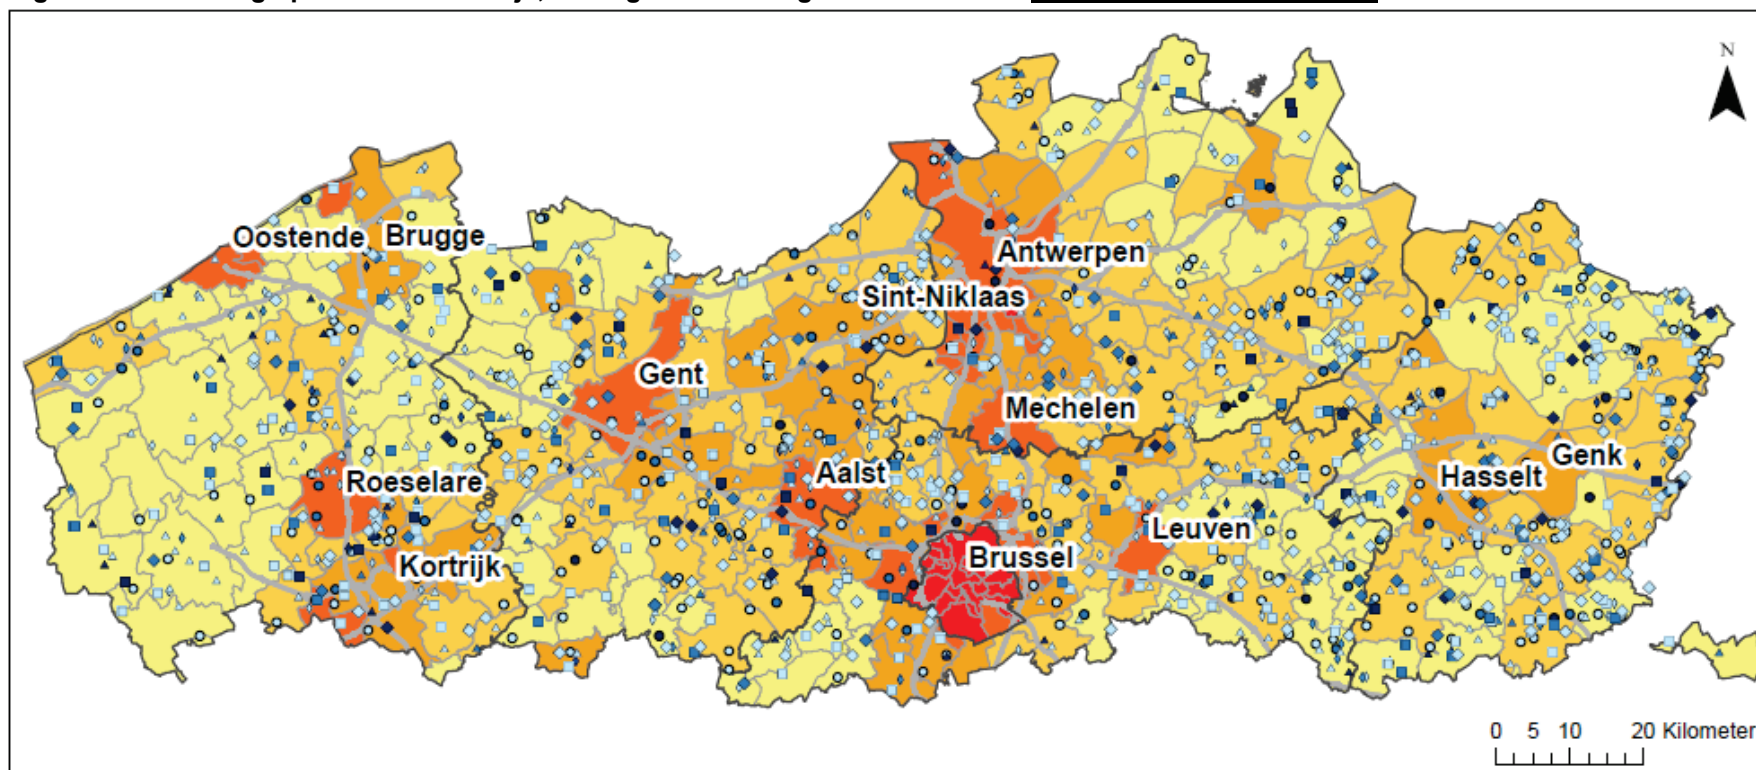 N
Oostende
Brugge
Antwerpen
Sint-Niklaas
Gent
Mechelen
Roeselare
Aalst
Genk
Hasselt
Leuven
Kortrijk
Brussel
0 5 10 20 Kilometer